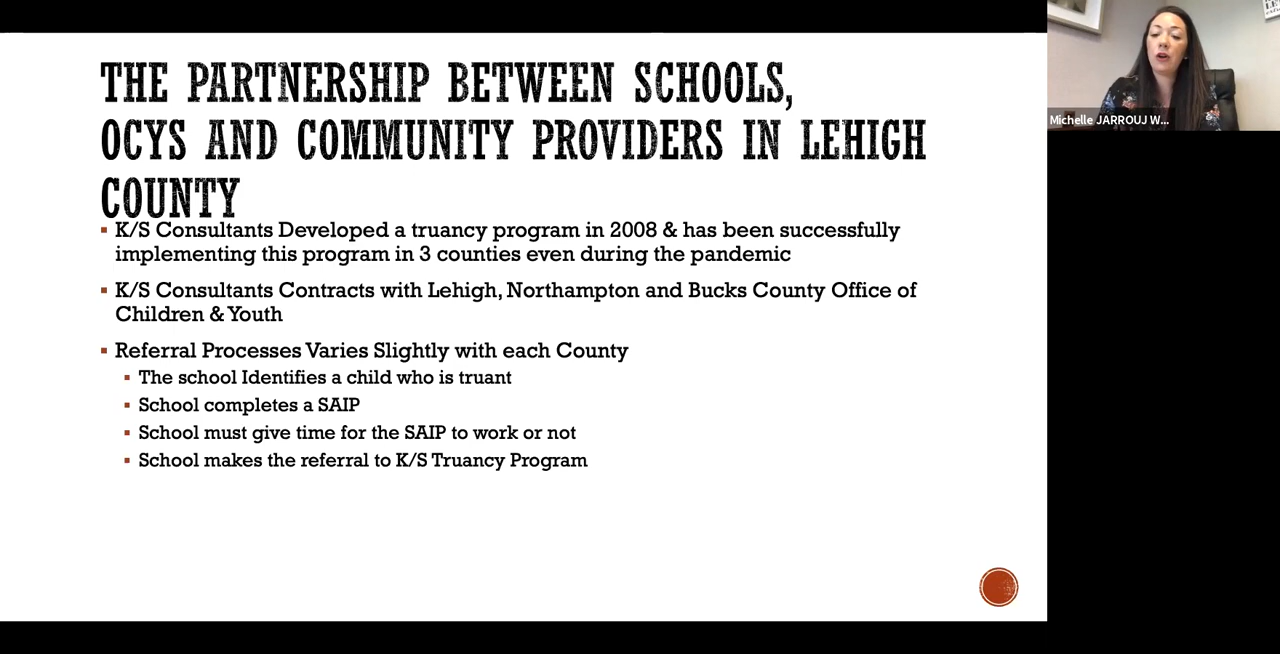 THE PARTNERSHIP BETWEEN SCHOOLS,
OCYS AND COMMUNITY PROVIDERS IN LEHIGH
COUNTY
▪ K/S Consultants Developed a truancy program in 2008 & has been successfully
implementing this program in 3 counties even during the pandemic
▪ K/S Consultants Contracts with Lehigh, Northampton and Bucks County Office of
Children & Youth
▪ Referral Processes Varies Slightly with each County
▪ The school Identifies a child who is truant
▪ School completes a SAIP
▪ School must give time for the SAIP to work or not
▪ School makes the referral to K/S Truancy Program
Michelle JARROUJ W...